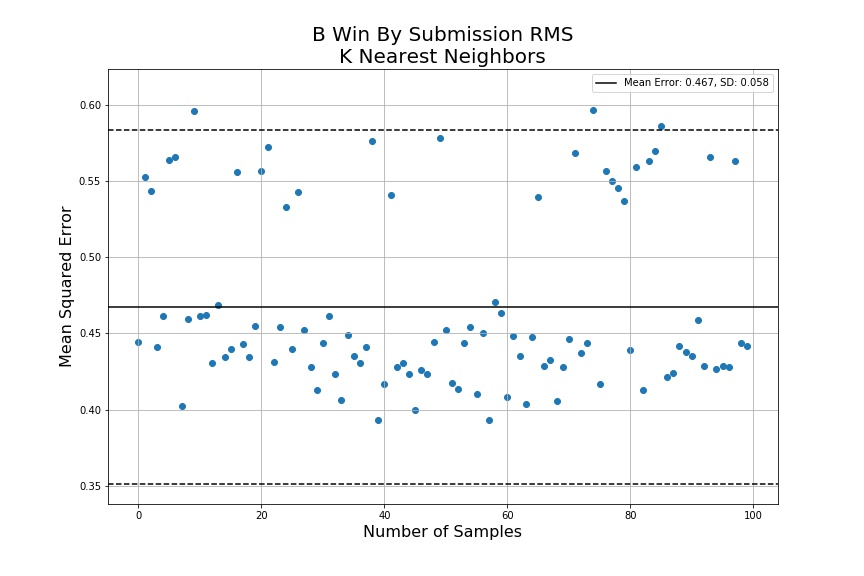 B Win By Submission RMS
K Nearest Neighbors
Mean Error: 0.467, SD: 0.058
Mean Squared Error
0.60
0.55
0.50
0.45
0.40
0.35
0 20 40 60 80 100
Number of Samples